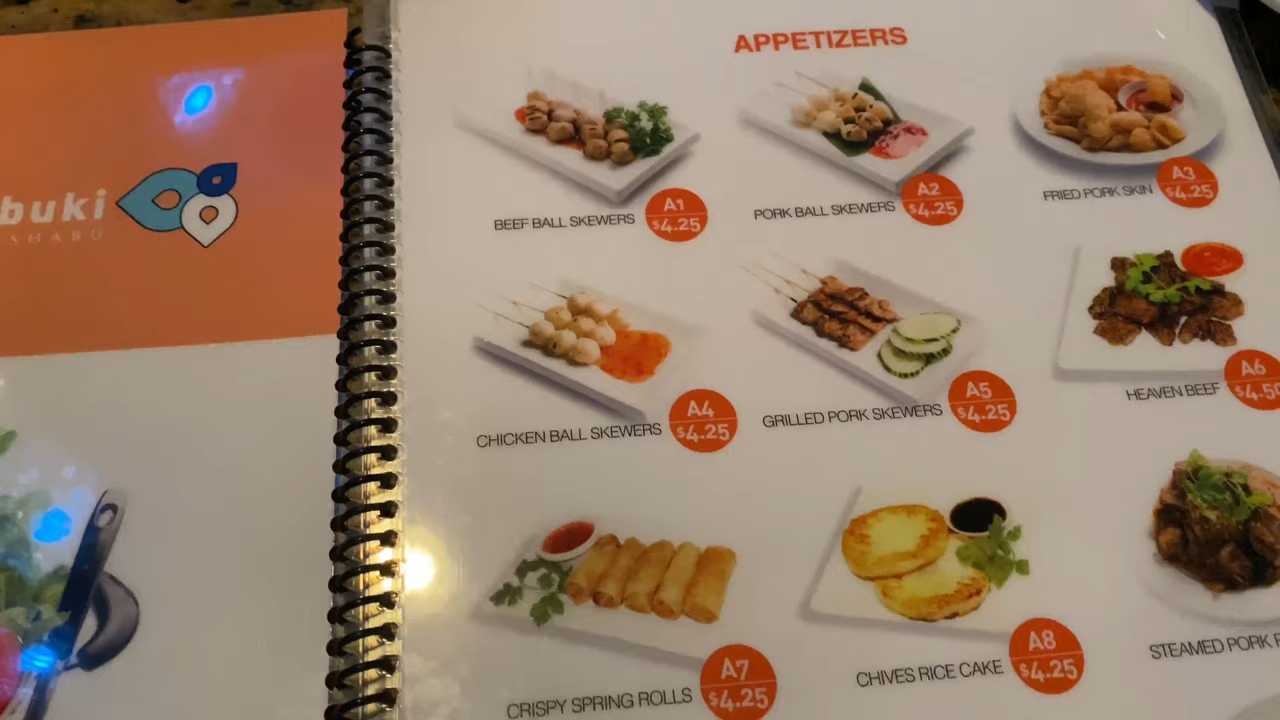 buki
SHABU
APPETIZERS
BEEF BALL SKEWERS
A1
$4.25
PORK BALL SKEWERS
A2
$4.25
FRIED PORK SKIN
A3
$4.25
CHICKEN BALL SKEWERS
A4
$4.25
GRILLED PORK SKEWERS
A5
$4.25
HEAVEN BEEF
A6
$4.50
CRISPY SPRING ROLLS
A7
$4.25
CHIVES RICE CAKE
A8
$4.25
STEAMED PORK